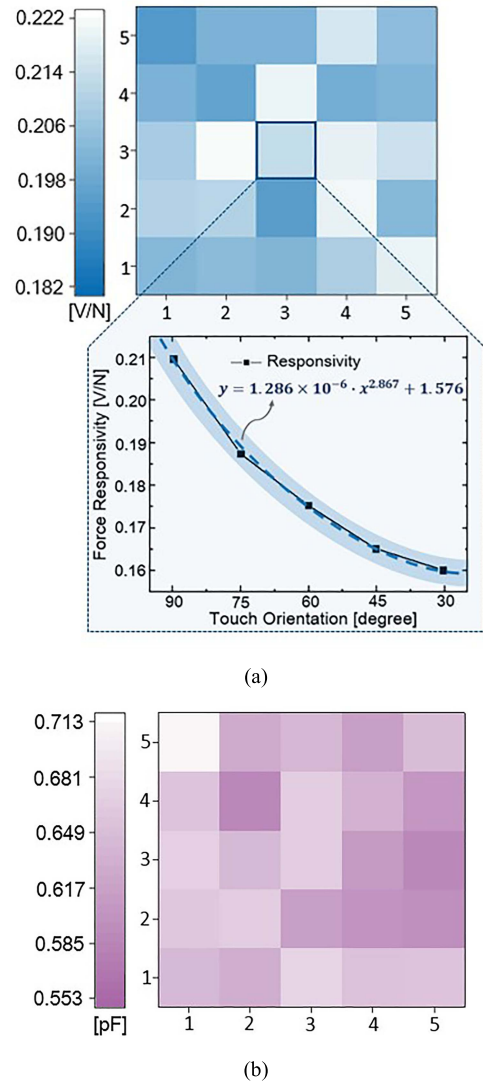 0.222
0.214
0.206
0.198
0.190
0.182
[V/N]
5
4
3
2
1
1 2 3 4 5
Force Responsivity [V/N]
0.21
0.20
0.19
0.18
0.17
0.16
Responsivity
y = 1.286 × 10⁻⁶ · x²·⁸⁶⁷ + 1.576
90 75 60 45 30
Touch Orientation [degree]
(a)
0.713
0.681
0.649
0.617
0.585
0.553
[pF]
5
4
3
2
1
1 2 3 4 5
(b)